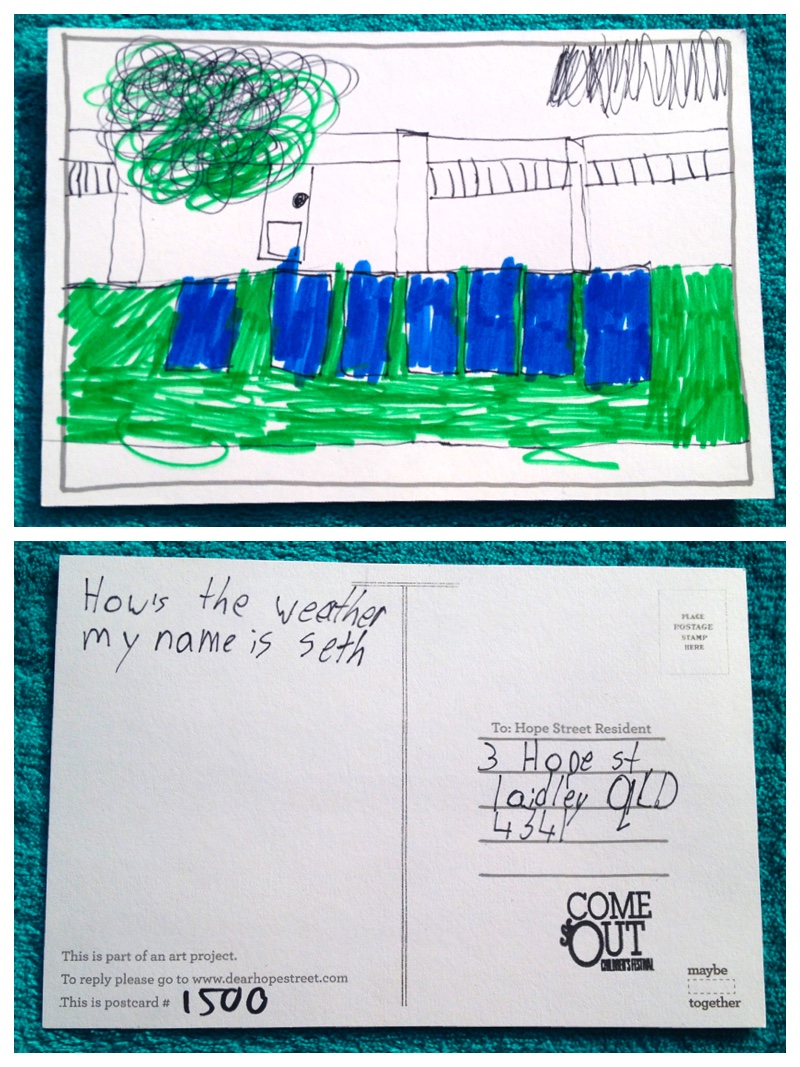 How's the weather
my name is seth
PLACE
POSTAGE
STAMP
HERE
To: Hope Street Resident
3 Hope st
laidley QLD
4341
COME
OUT
CHILDREN'S FESTIVAL
This is part of an art project.
To reply please go to www.dearhopestreet.com
This is postcard # 1500
maybe
together